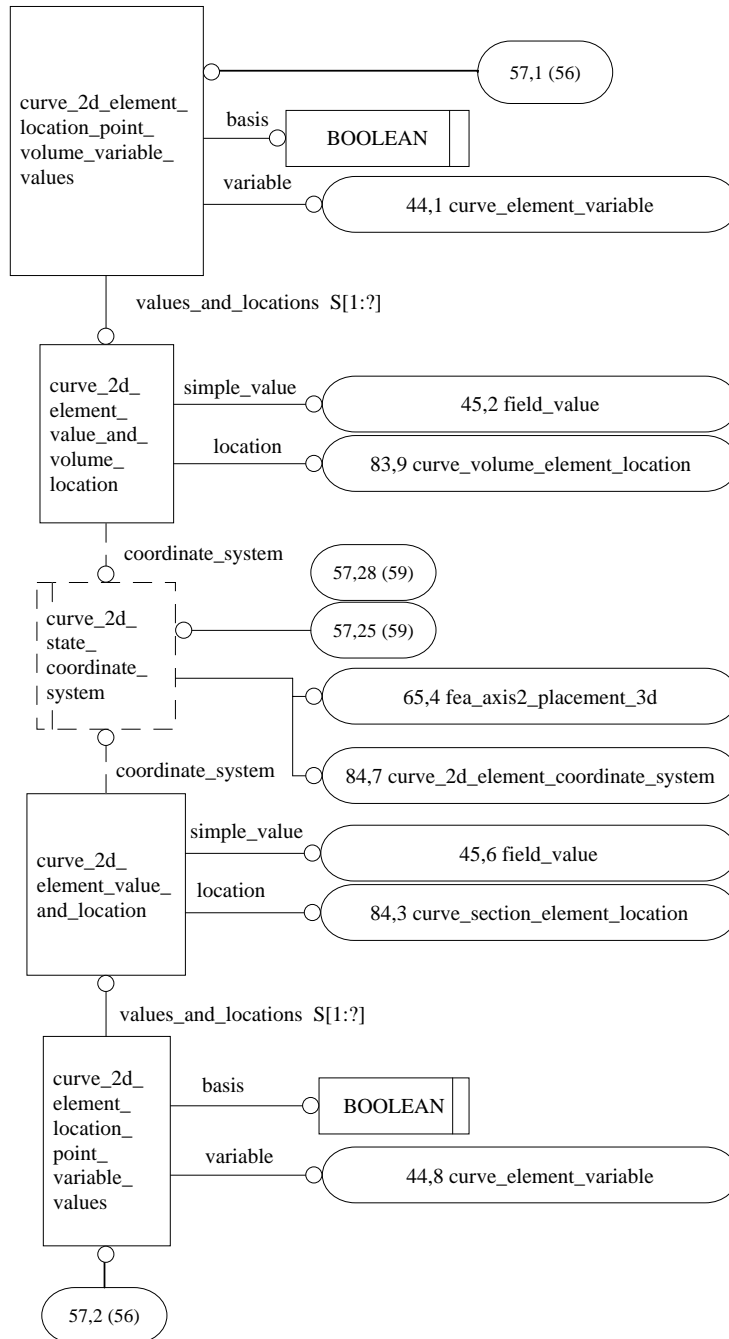 57,1 (56)
curve_2d_element_
location_point_
volume_variable_
values
basis
BOOLEAN
variable
44,1 curve_element_variable
values_and_locations S[1:?]
curve_2d_
element_
value_and_
volume_
location
simple_value
45,2 field_value
location
83,9 curve_volume_element_location
coordinate_system
57,28 (59)
curve_2d_
state_
coordinate_
system
57,25 (59)
65,4 fea_axis2_placement_3d
coordinate_system
84,7 curve_2d_element_coordinate_system
simple_value
45,6 field_value
curve_2d_
element_value_
and_location
location
84,3 curve_section_element_location
values_and_locations S[1:?]
curve_2d_
element_
location_
point_
variable_
values
basis
BOOLEAN
variable
44,8 curve_element_variable
57,2 (56)